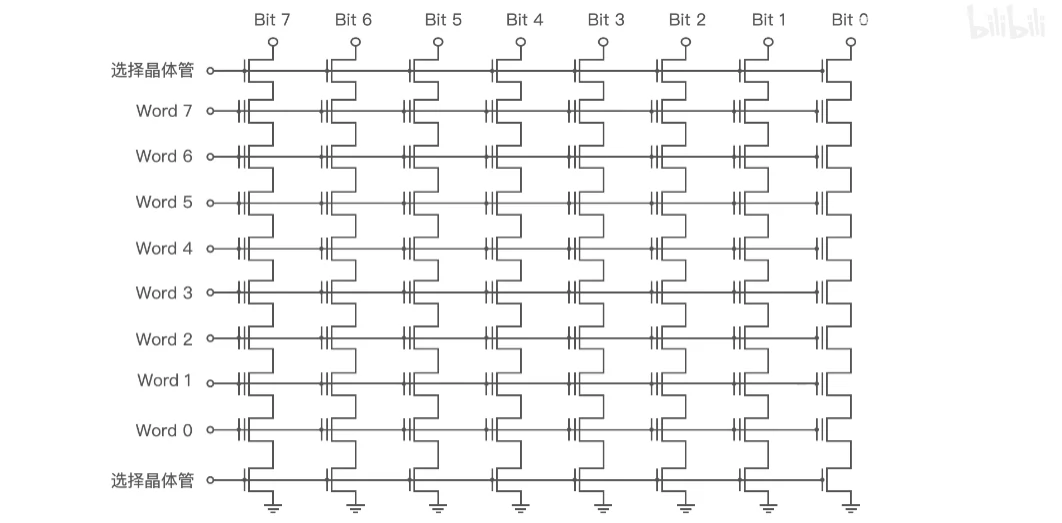 Bit 7 Bit 6 Bit 5 Bit 4 Bit 3 Bit 2 Bit 1 Bit 0
bilibili
选择晶体管
Word 7
Word 6
Word 5
Word 4
Word 3
Word 2
Word 1
Word 0
选择晶体管